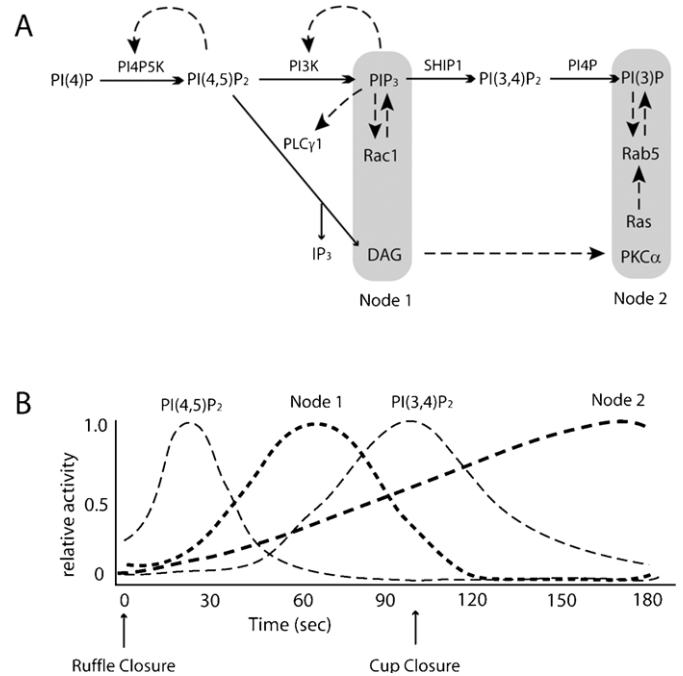 A
PI4P5K PI3K SHIP1 PI4P
PI(4)P PI(4,5)P₂ PIP₃ PI(3,4)P₂ PI(3)P
PLCγ1
Rac1 Rab5
Ras
IP₃ DAG PKCα
Node 1 Node 2
B
PI(4,5)P₂ Node 1 PI(3,4)P₂ Node 2
relative activity
1.0
0.5
0
0 30 60 90 120 150 180
Time (sec)
Ruffle Closure Cup Closure